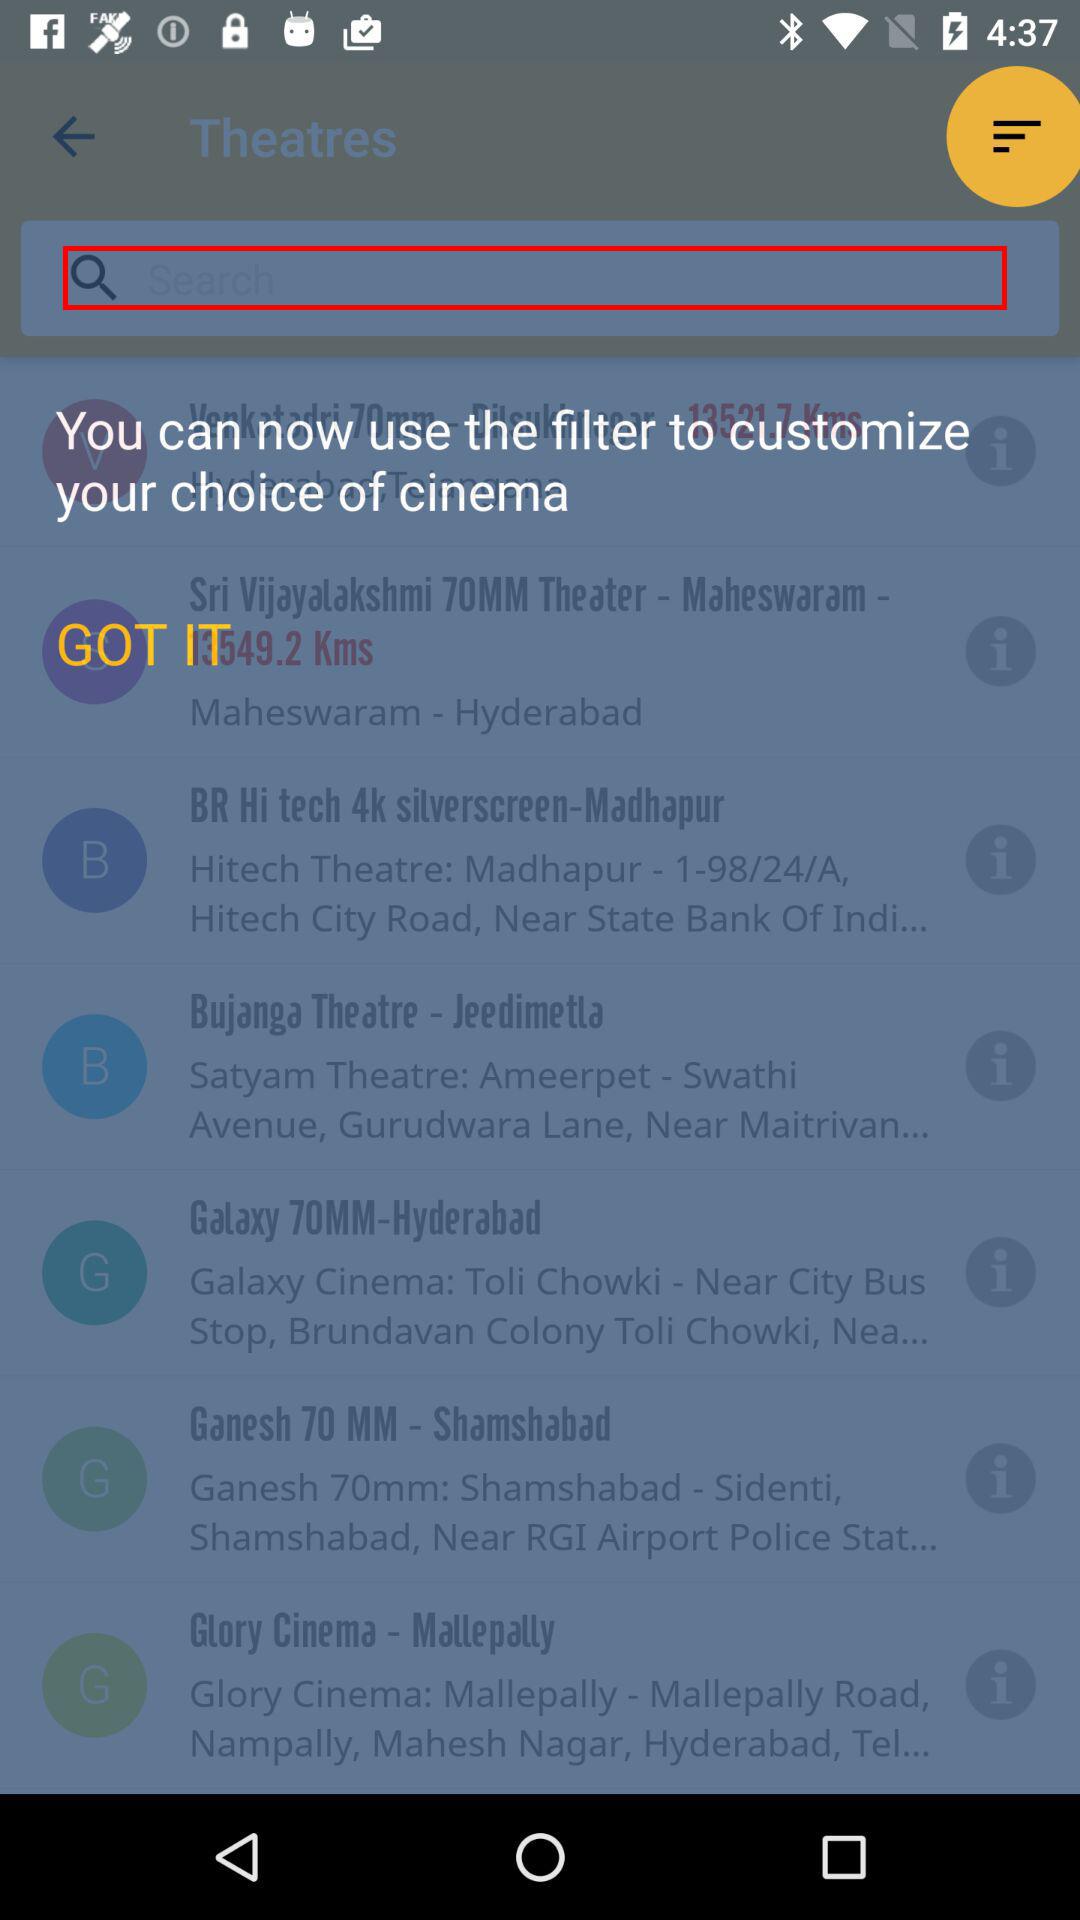 FAKE
4:37
Theatres
Search
Venkatadri 70mm - Dilsukhnagar - 13521.7 Kms
Hyderabad,Telangana
You can now use the filter to customize
your choice of cinema
V
Sri Vijayalakshmi 70MM Theater - Maheswaram -
13549.2 Kms
Maheswaram - Hyderabad
S
GOT IT
BR Hi tech 4k silverscreen-Madhapur
B
Hitech Theatre: Madhapur - 1-98/24/A,
Hitech City Road, Near State Bank Of Indi...
Bujanga Theatre - Jeedimetla
B
Satyam Theatre: Ameerpet - Swathi
Avenue, Gurudwara Lane, Near Maitrivan...
Galaxy 70MM-Hyderabad
G
Galaxy Cinema: Toli Chowki - Near City Bus
Stop, Brundavan Colony Toli Chowki, Nea...
Ganesh 70 MM - Shamshabad
G
Ganesh 70mm: Shamshabad - Sidenti,
Shamshabad, Near RGI Airport Police Stat...
Glory Cinema - Mallepally
G
Glory Cinema: Mallepally - Mallepally Road,
Nampally, Mahesh Nagar, Hyderabad, Tel...